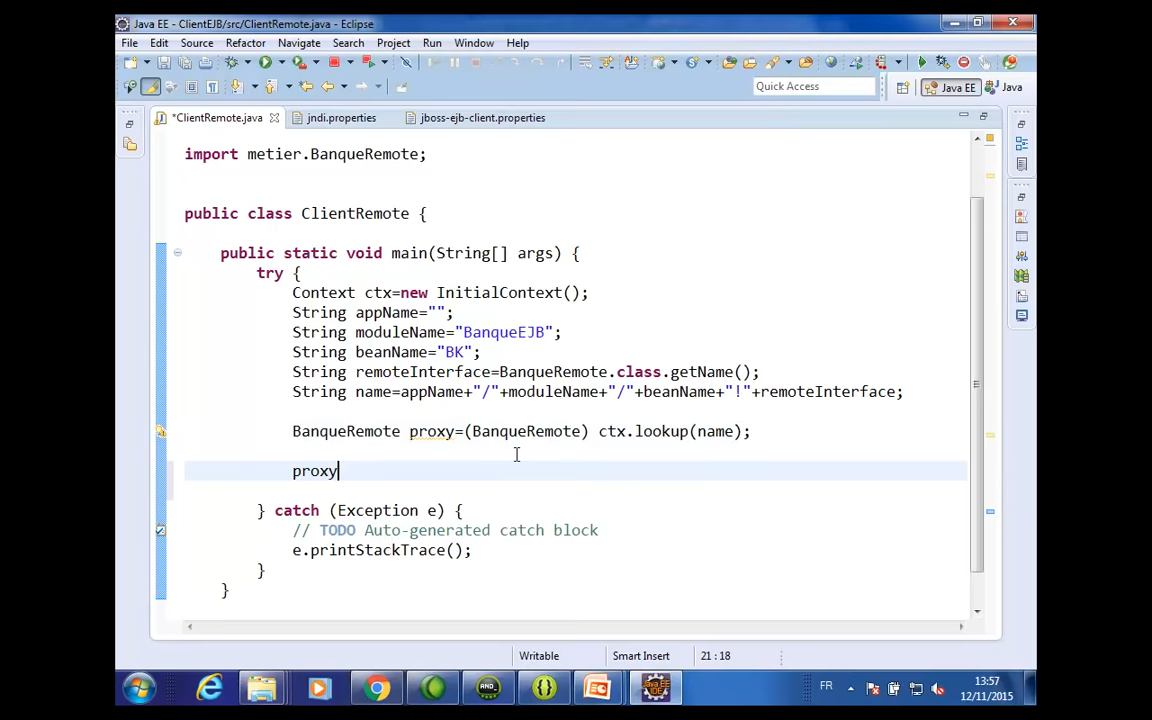 Java EE - ClientEJB/src/ClientRemote.java - Eclipse
File Edit Source Refactor Navigate Search Project Run Window Help
Quick Access
Java EE
Java
*ClientRemote.java
jndi.properties
jboss-ejb-client.properties
import metier.BanqueRemote;
public class ClientRemote {
public static void main(String[] args) {
try {
Context ctx=new InitialContext();
String appName="";
String moduleName="BanqueEJB";
String beanName="BK";
String remoteInterface=BanqueRemote.class.getName();
String name=appName+"/"+moduleName+"/"+beanName+"!"+remoteInterface;
BanqueRemote proxy=(BanqueRemote) ctx.lookup(name);
proxy
} catch (Exception e) {
// TODO Auto-generated catch block
e.printStackTrace();
}
}
Writable
Smart Insert
21 : 18
FR
13:57
12/11/2015